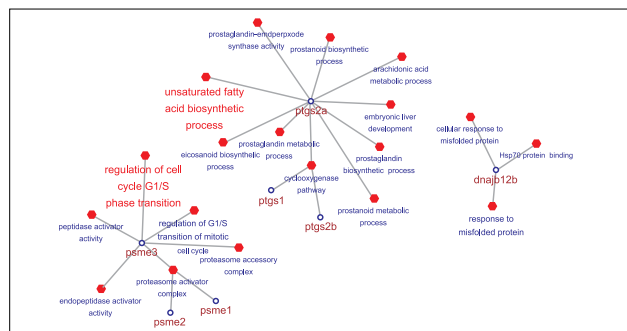 prostaglandin-emdperpxode
synthase activity
prostanoid biosynthetic
process
arachidonic acid
metabolic process
unsaturated fatty
acid biosynthetic
process
ptgs2a
embryonic liver
development
cellular response to
misfolded protein
eicosanoid biosynthetic
process
prostaglandin metabolic
process
prostaglandin
biosynthetic process
Hsp70 protein binding
dnajb12b
regulation of cell
cycle G1/S
phase transition
cyclooxygenase
pathway
ptgs1
ptgs2b
prostanoid metabolic
process
response to
misfolded protein
peptidase activator
activity
regulation of G1/S
transition of mitotic
cell cycle
psme3
proteasome accessory
complex
endopeptidase activator
activity
proteasome activator
complex
psme2
psme1